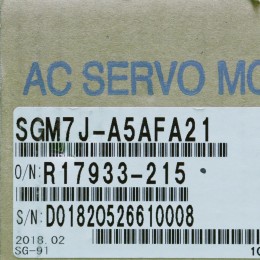 AC SERVO MO
SGM7J-A5AFA21
O/N: R17933-215
S/N: D01820526610008
2018.02
SG-91